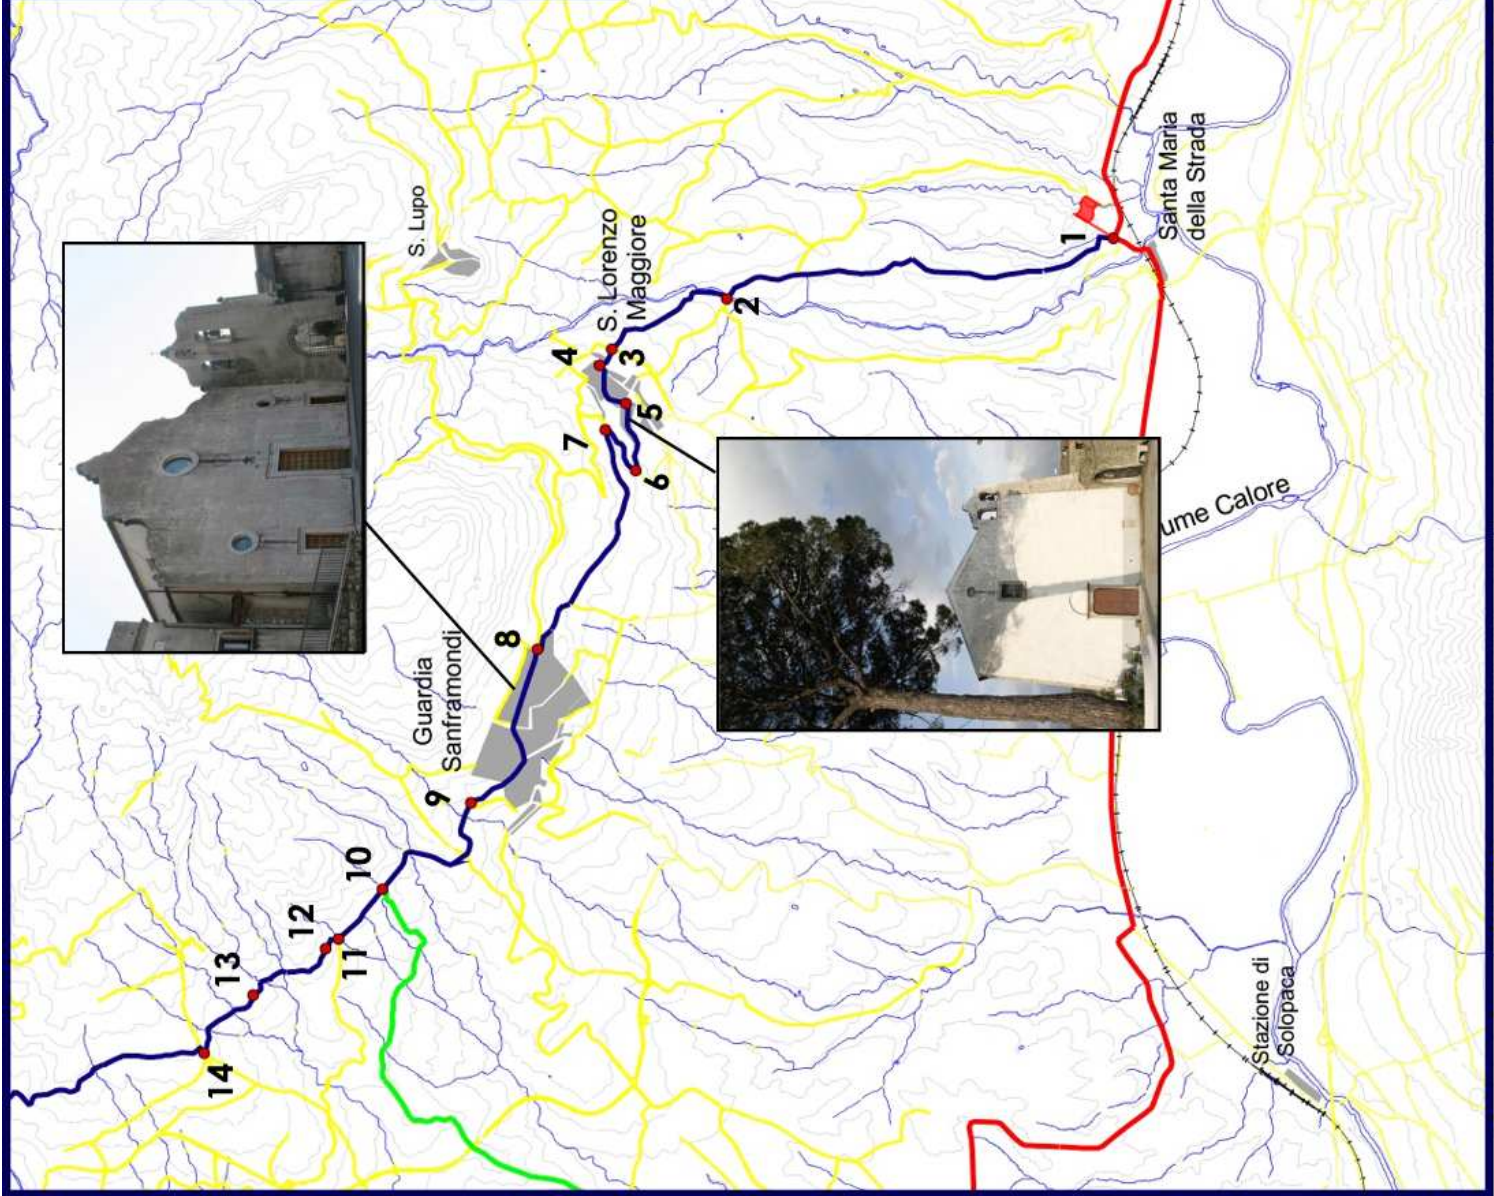 S. Lupo
S. Lorenzo
Maggiore
Guardia
Sanframondi
Santa Maria
della Strada
ume Calore
Stazione di
Solopaca
1
2
3
4
5
6
7
8
9
10
11
12
13
14